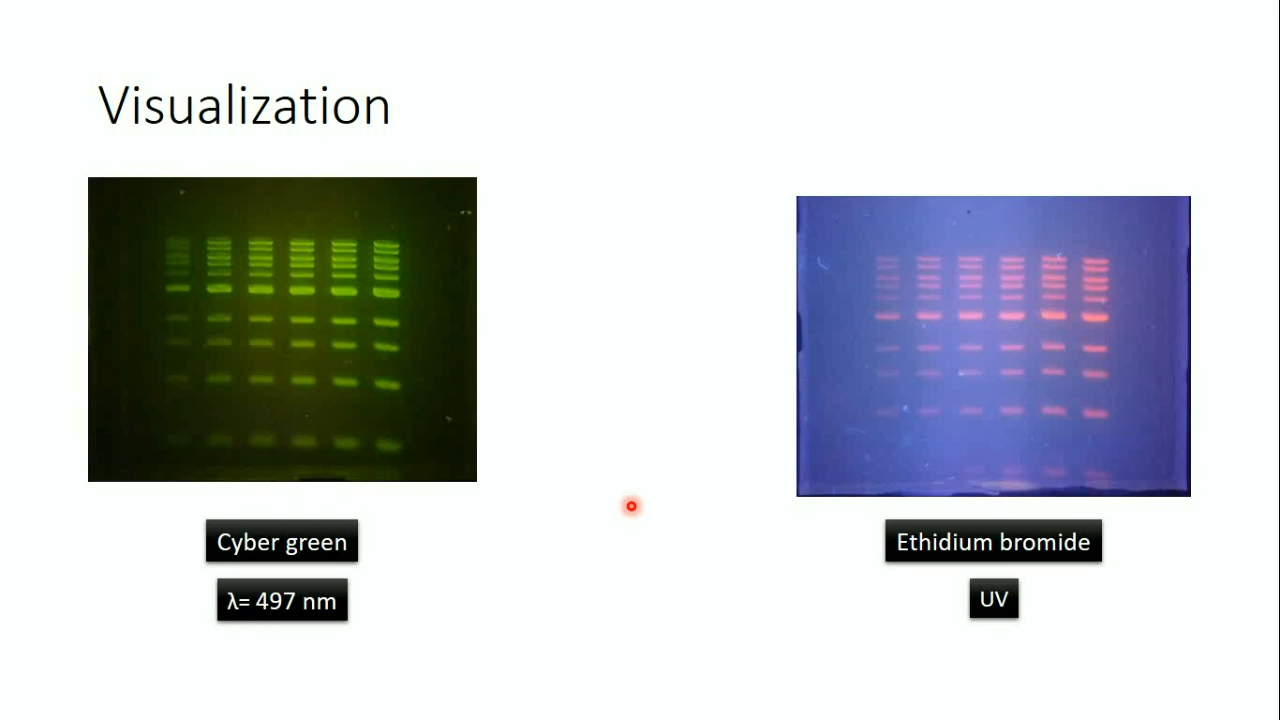 Visualization
Cyber green
λ= 497 nm
Ethidium bromide
UV